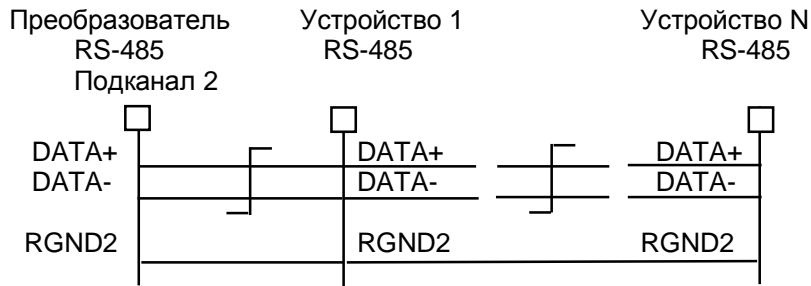 Преобразователь Устройство 1 Устройство N
RS-485 RS-485 RS-485
Подканал 2
DATA+ DATA+ DATA+
DATA- DATA- DATA-
RGND2 RGND2 RGND2